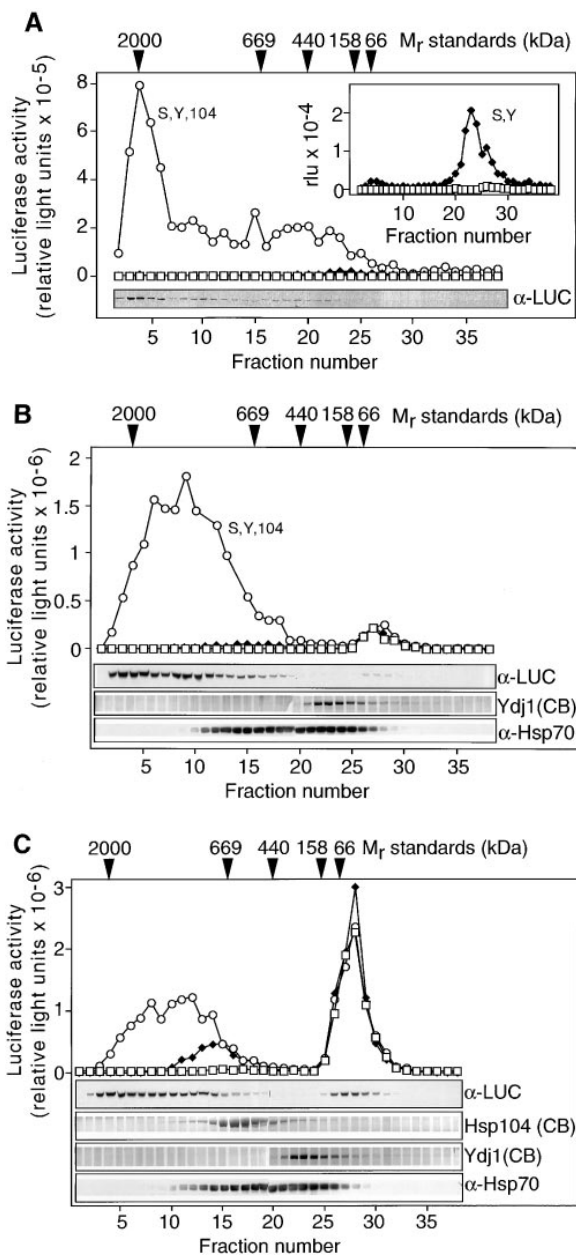 A
2000 669 440 158 66 Mr standards (kDa)
Luciferase activity
(relative light units x 10-5)
8
6
4
2
0
S,Y,104
rlu x 10-4
2
1
0
S,Y
10 20 30
Fraction number
α-LUC
5 10 15 20 25 30 35
Fraction number
B
2000 669 440 158 66 Mr standards (kDa)
Luciferase activity
(relative light units x 10-6)
2
1.5
1
0.5
0
S,Y,104
α-LUC
Ydj1(CB)
α-Hsp70
5 10 15 20 25 30 35
Fraction number
C
2000 669 440 158 66 Mr standards (kDa)
Luciferase activity
(relative light units x 10-6)
3
2
1
0
α-LUC
Hsp104 (CB)
Ydj1(CB)
α-Hsp70
5 10 15 20 25 30 35
Fraction number